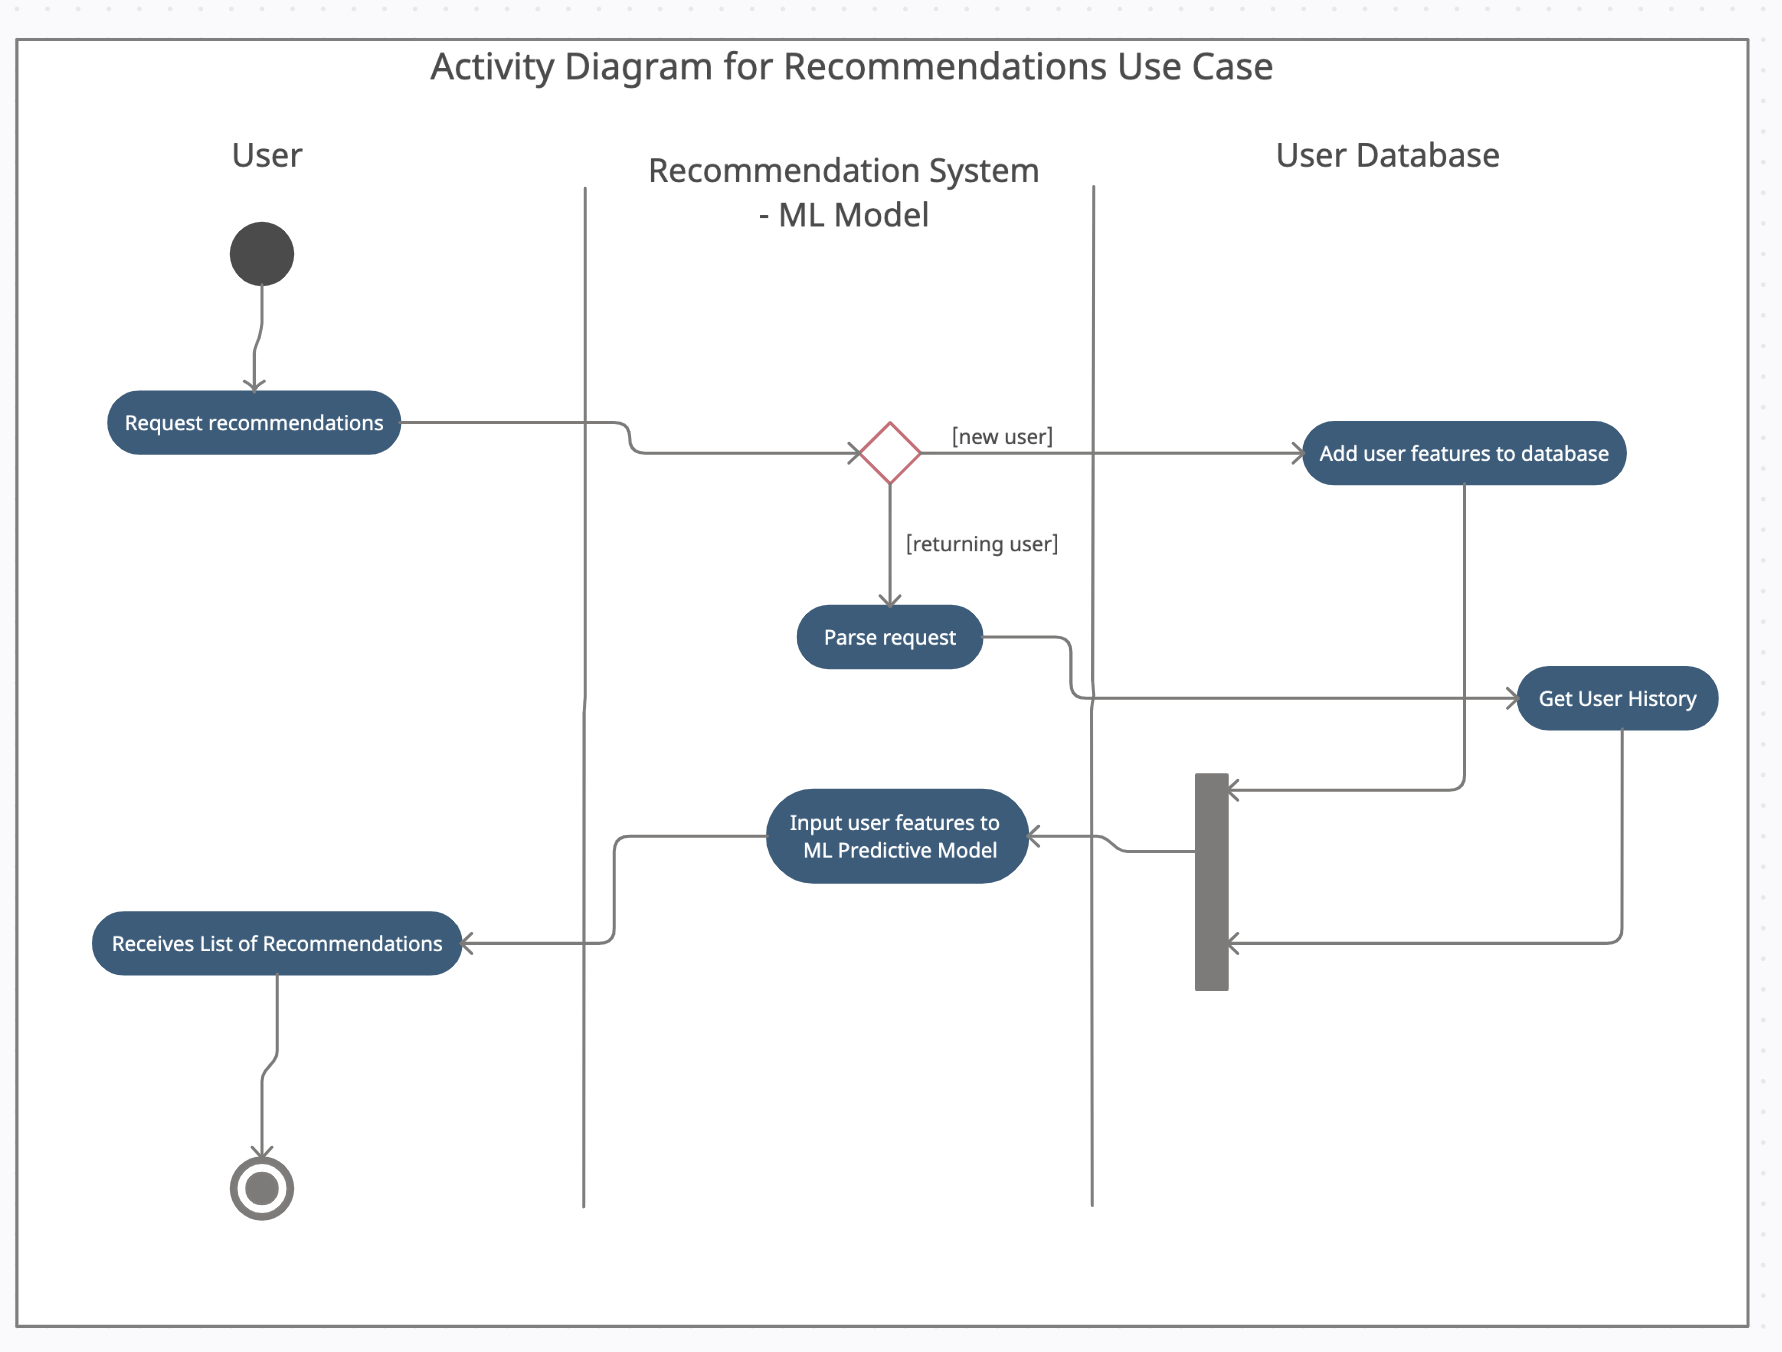 Activity Diagram for Recommendations Use Case
User
Recommendation System
- ML Model
User Database
Request recommendations
[new user]
Add user features to database
[returning user]
Parse request
Get User History
Input user features to
ML Predictive Model
Receives List of Recommendations